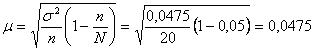 μ = √(σ²/n (1 − n/N)) = √(0,0475/20 (1 − 0,05)) = 0,0475